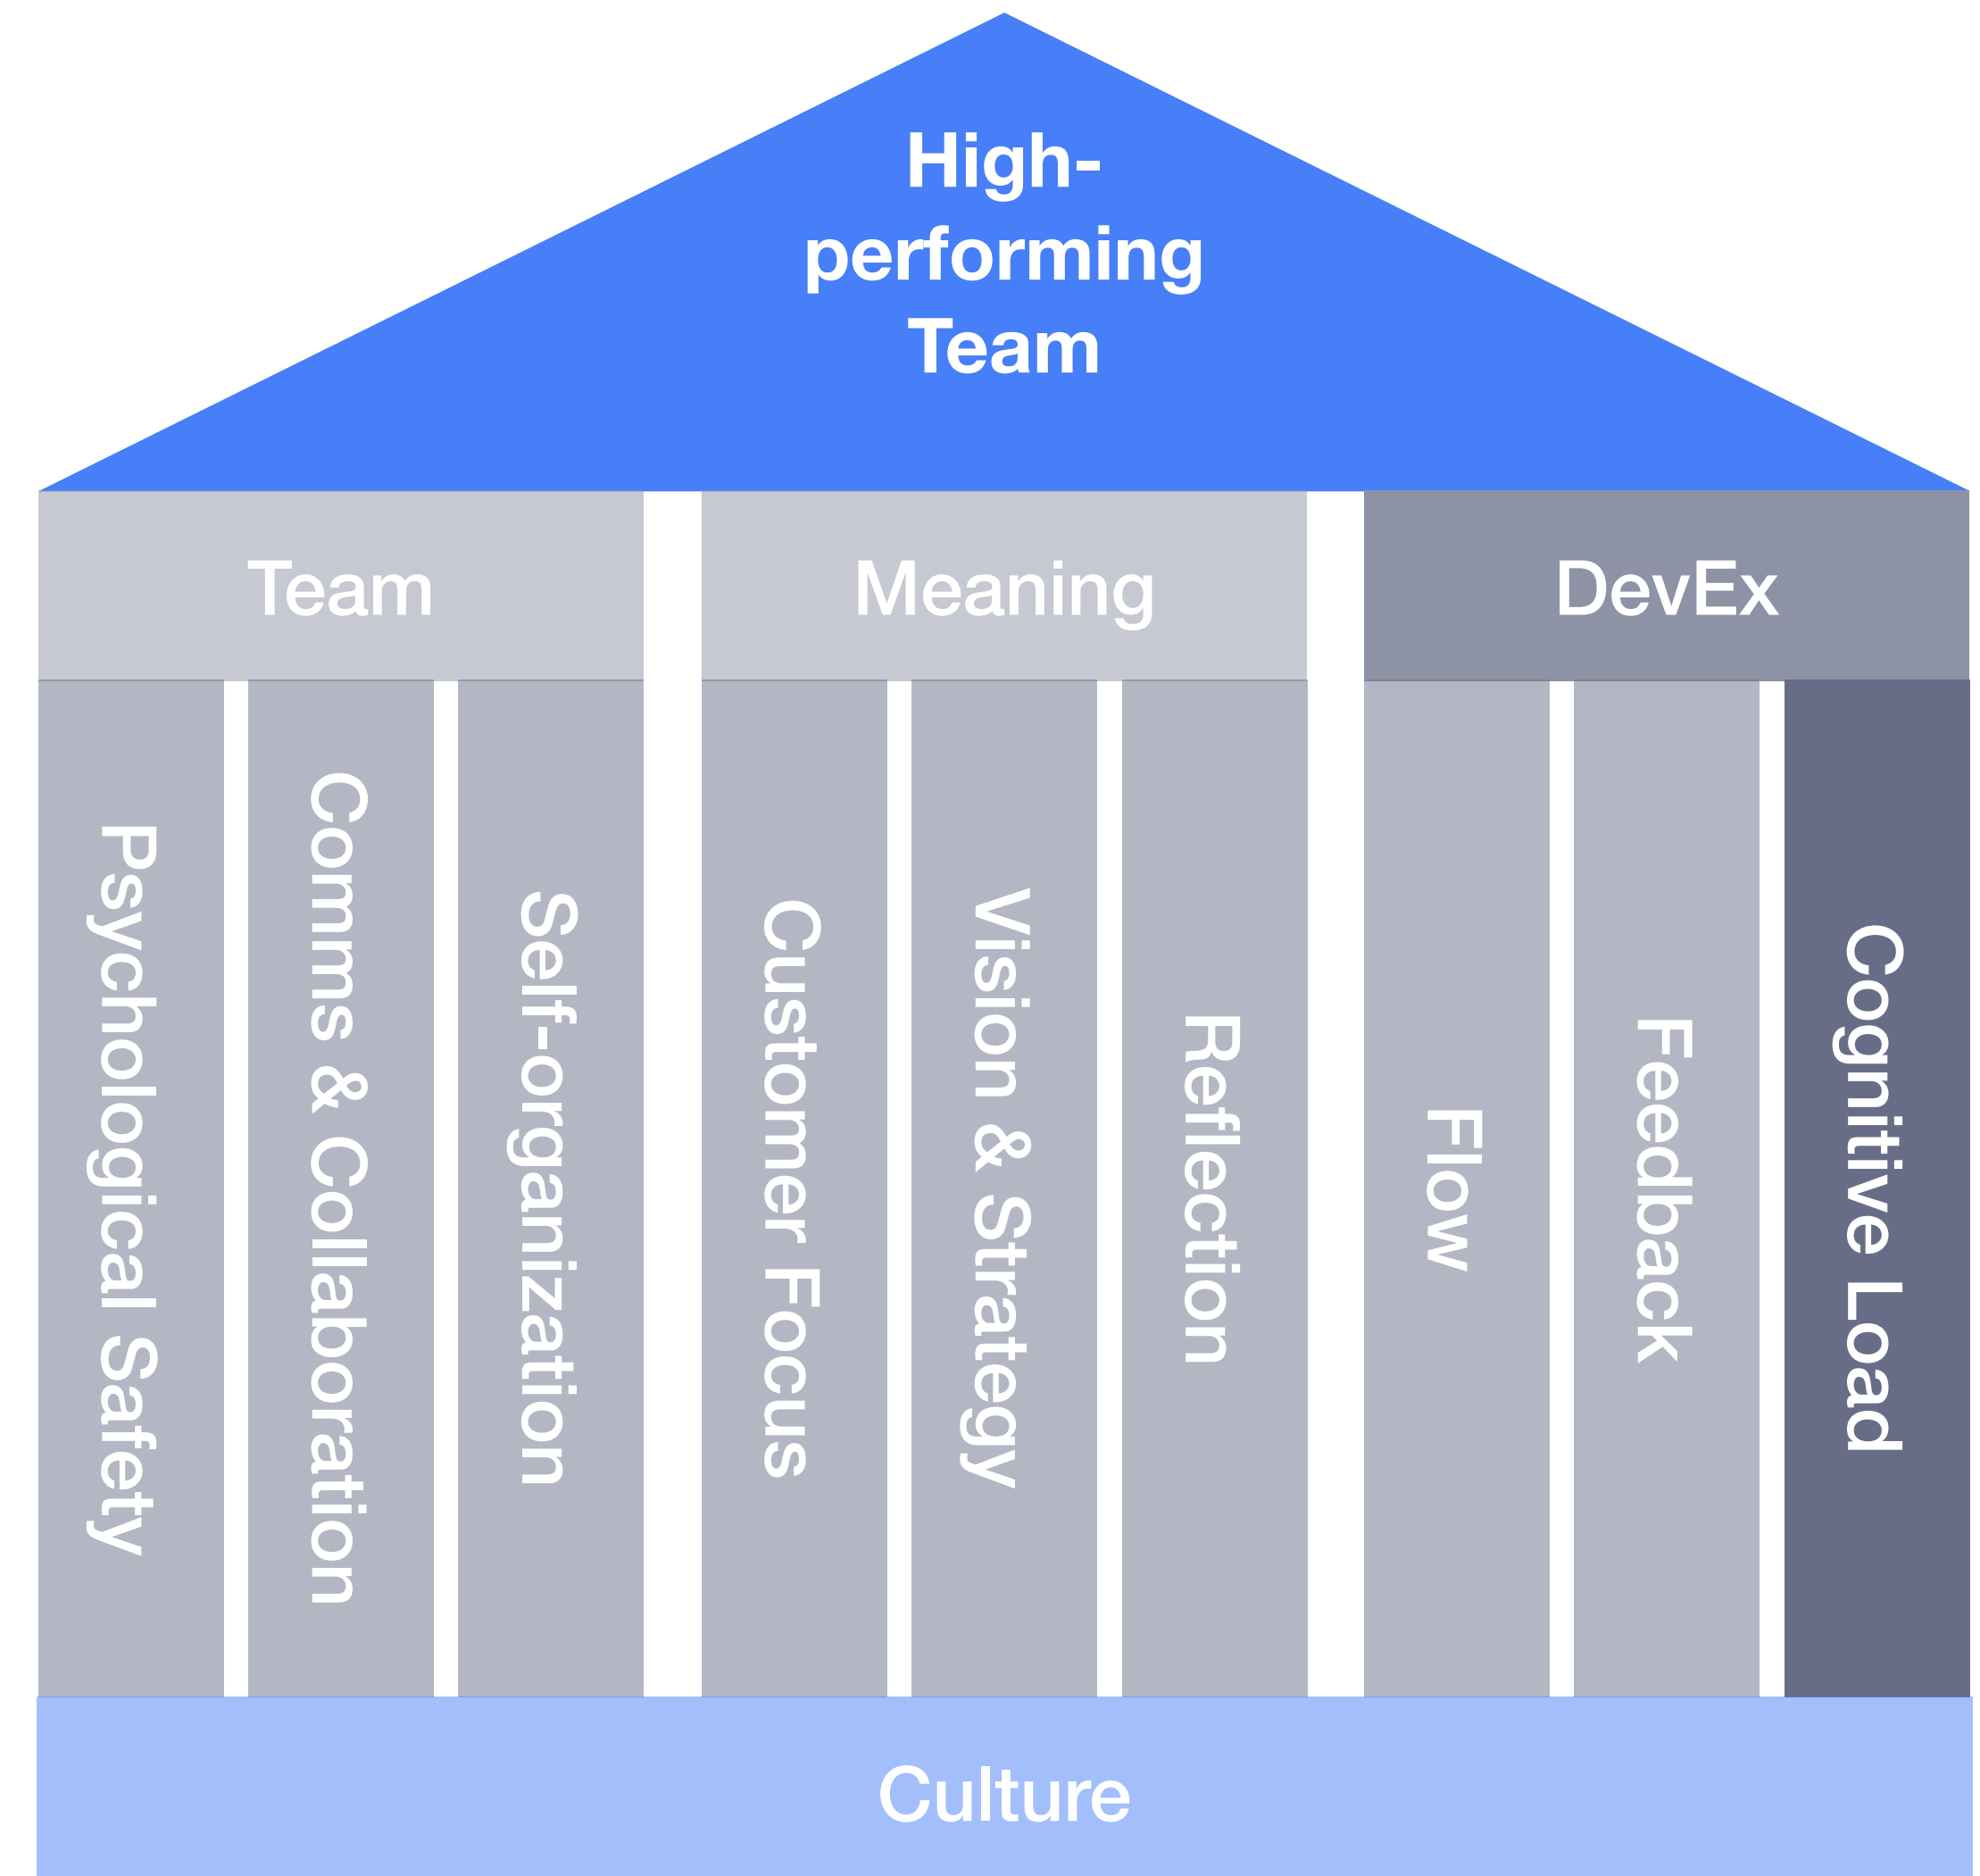 High-
performing
Team
Team
Meaning
DevEx
Psychological Safety
Comms & Collaboration
Self-organization
Customer Focus
Vision & Strategy
Reflection
Flow
Feedback
Cognitive Load
Culture